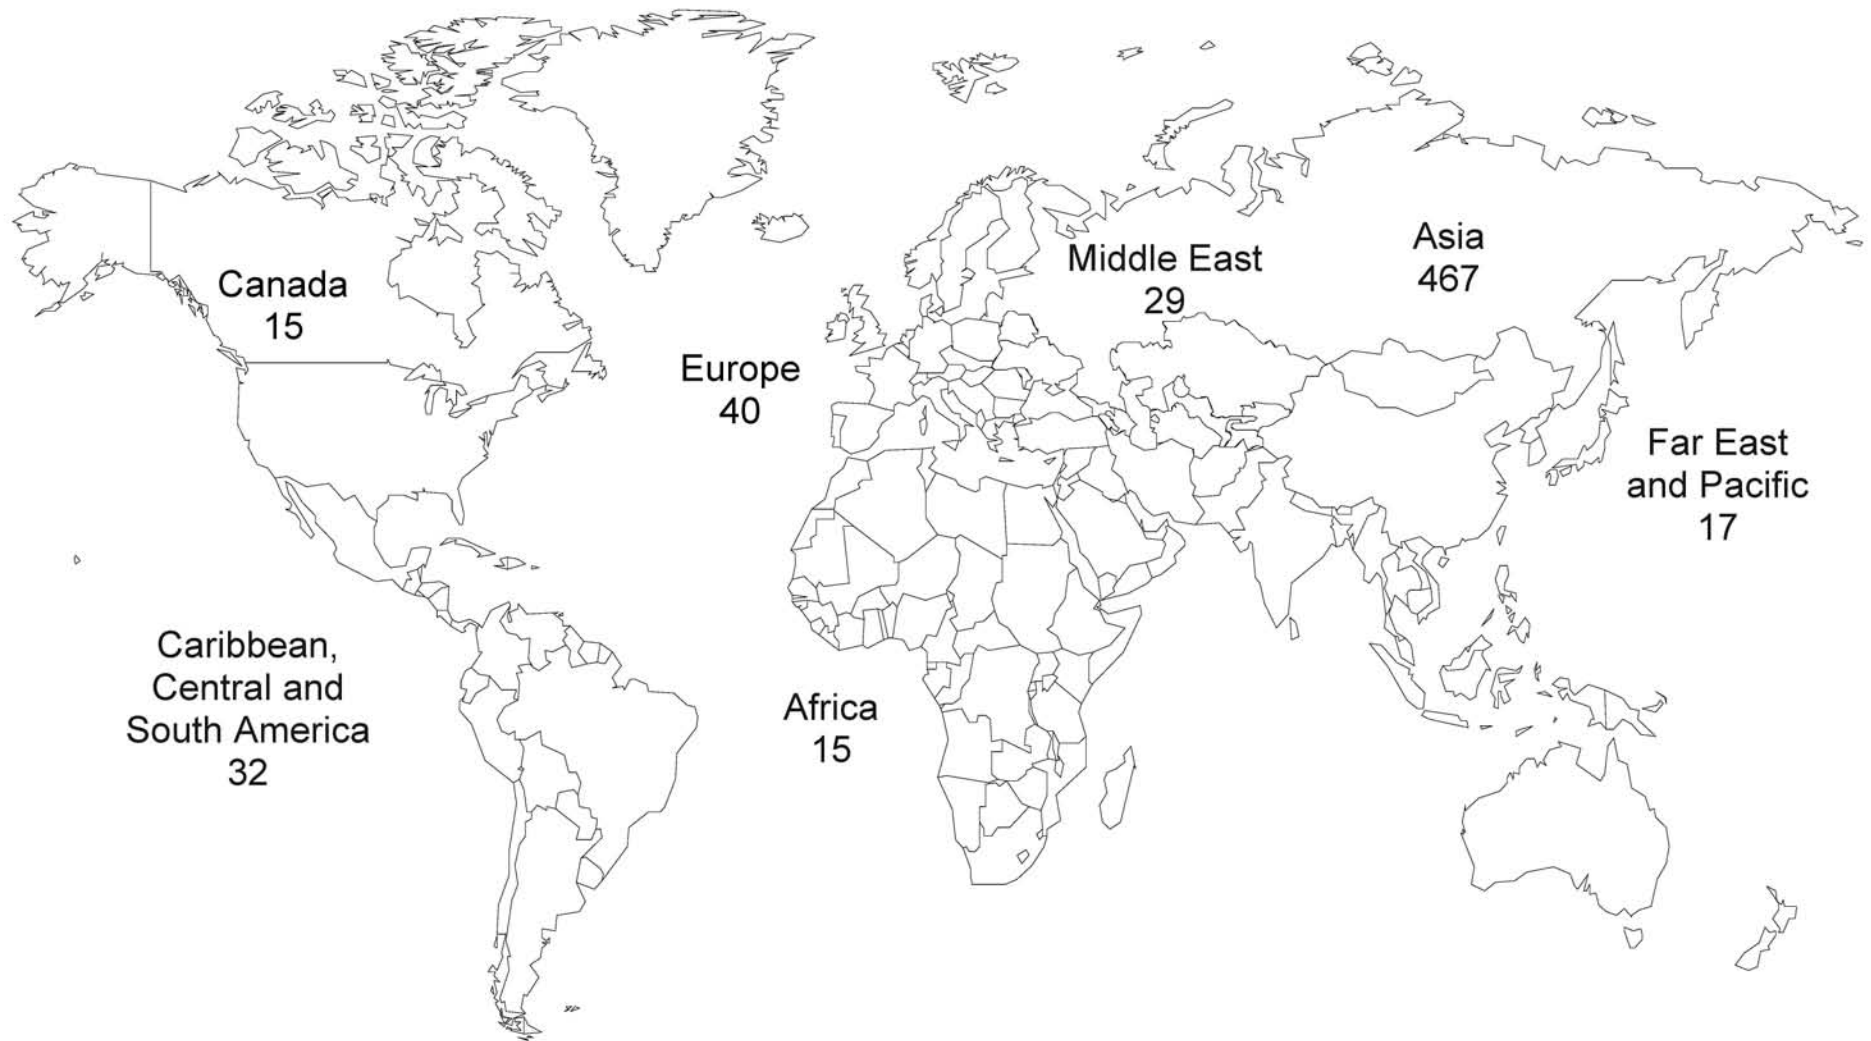 Canada
15
Middle East
29
Asia
467
Europe
40
Far East
and Pacific
17
Caribbean,
Central and
South America
32
Africa
15